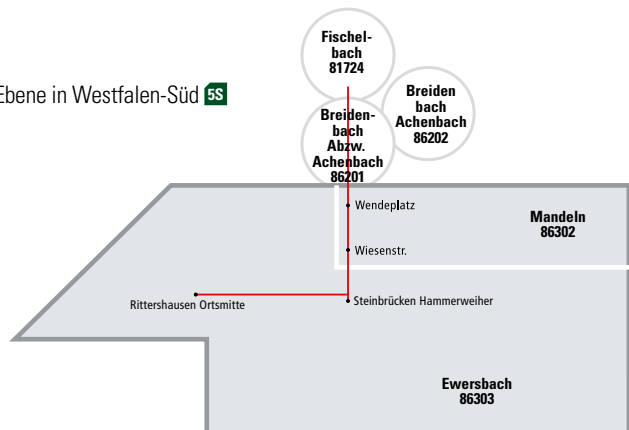 Ebene in Westfalen-Süd 5S
Fischel-
bach
81724
Breiden
bach
Achenbach
86202
Breiden-
bach
Abzw.
Achenbach
86201
Wendeplatz
Mandeln
86302
Wiesenstr.
Rittershausen Ortsmitte
Steinbrücken Hammerweiher
Ewersbach
86303